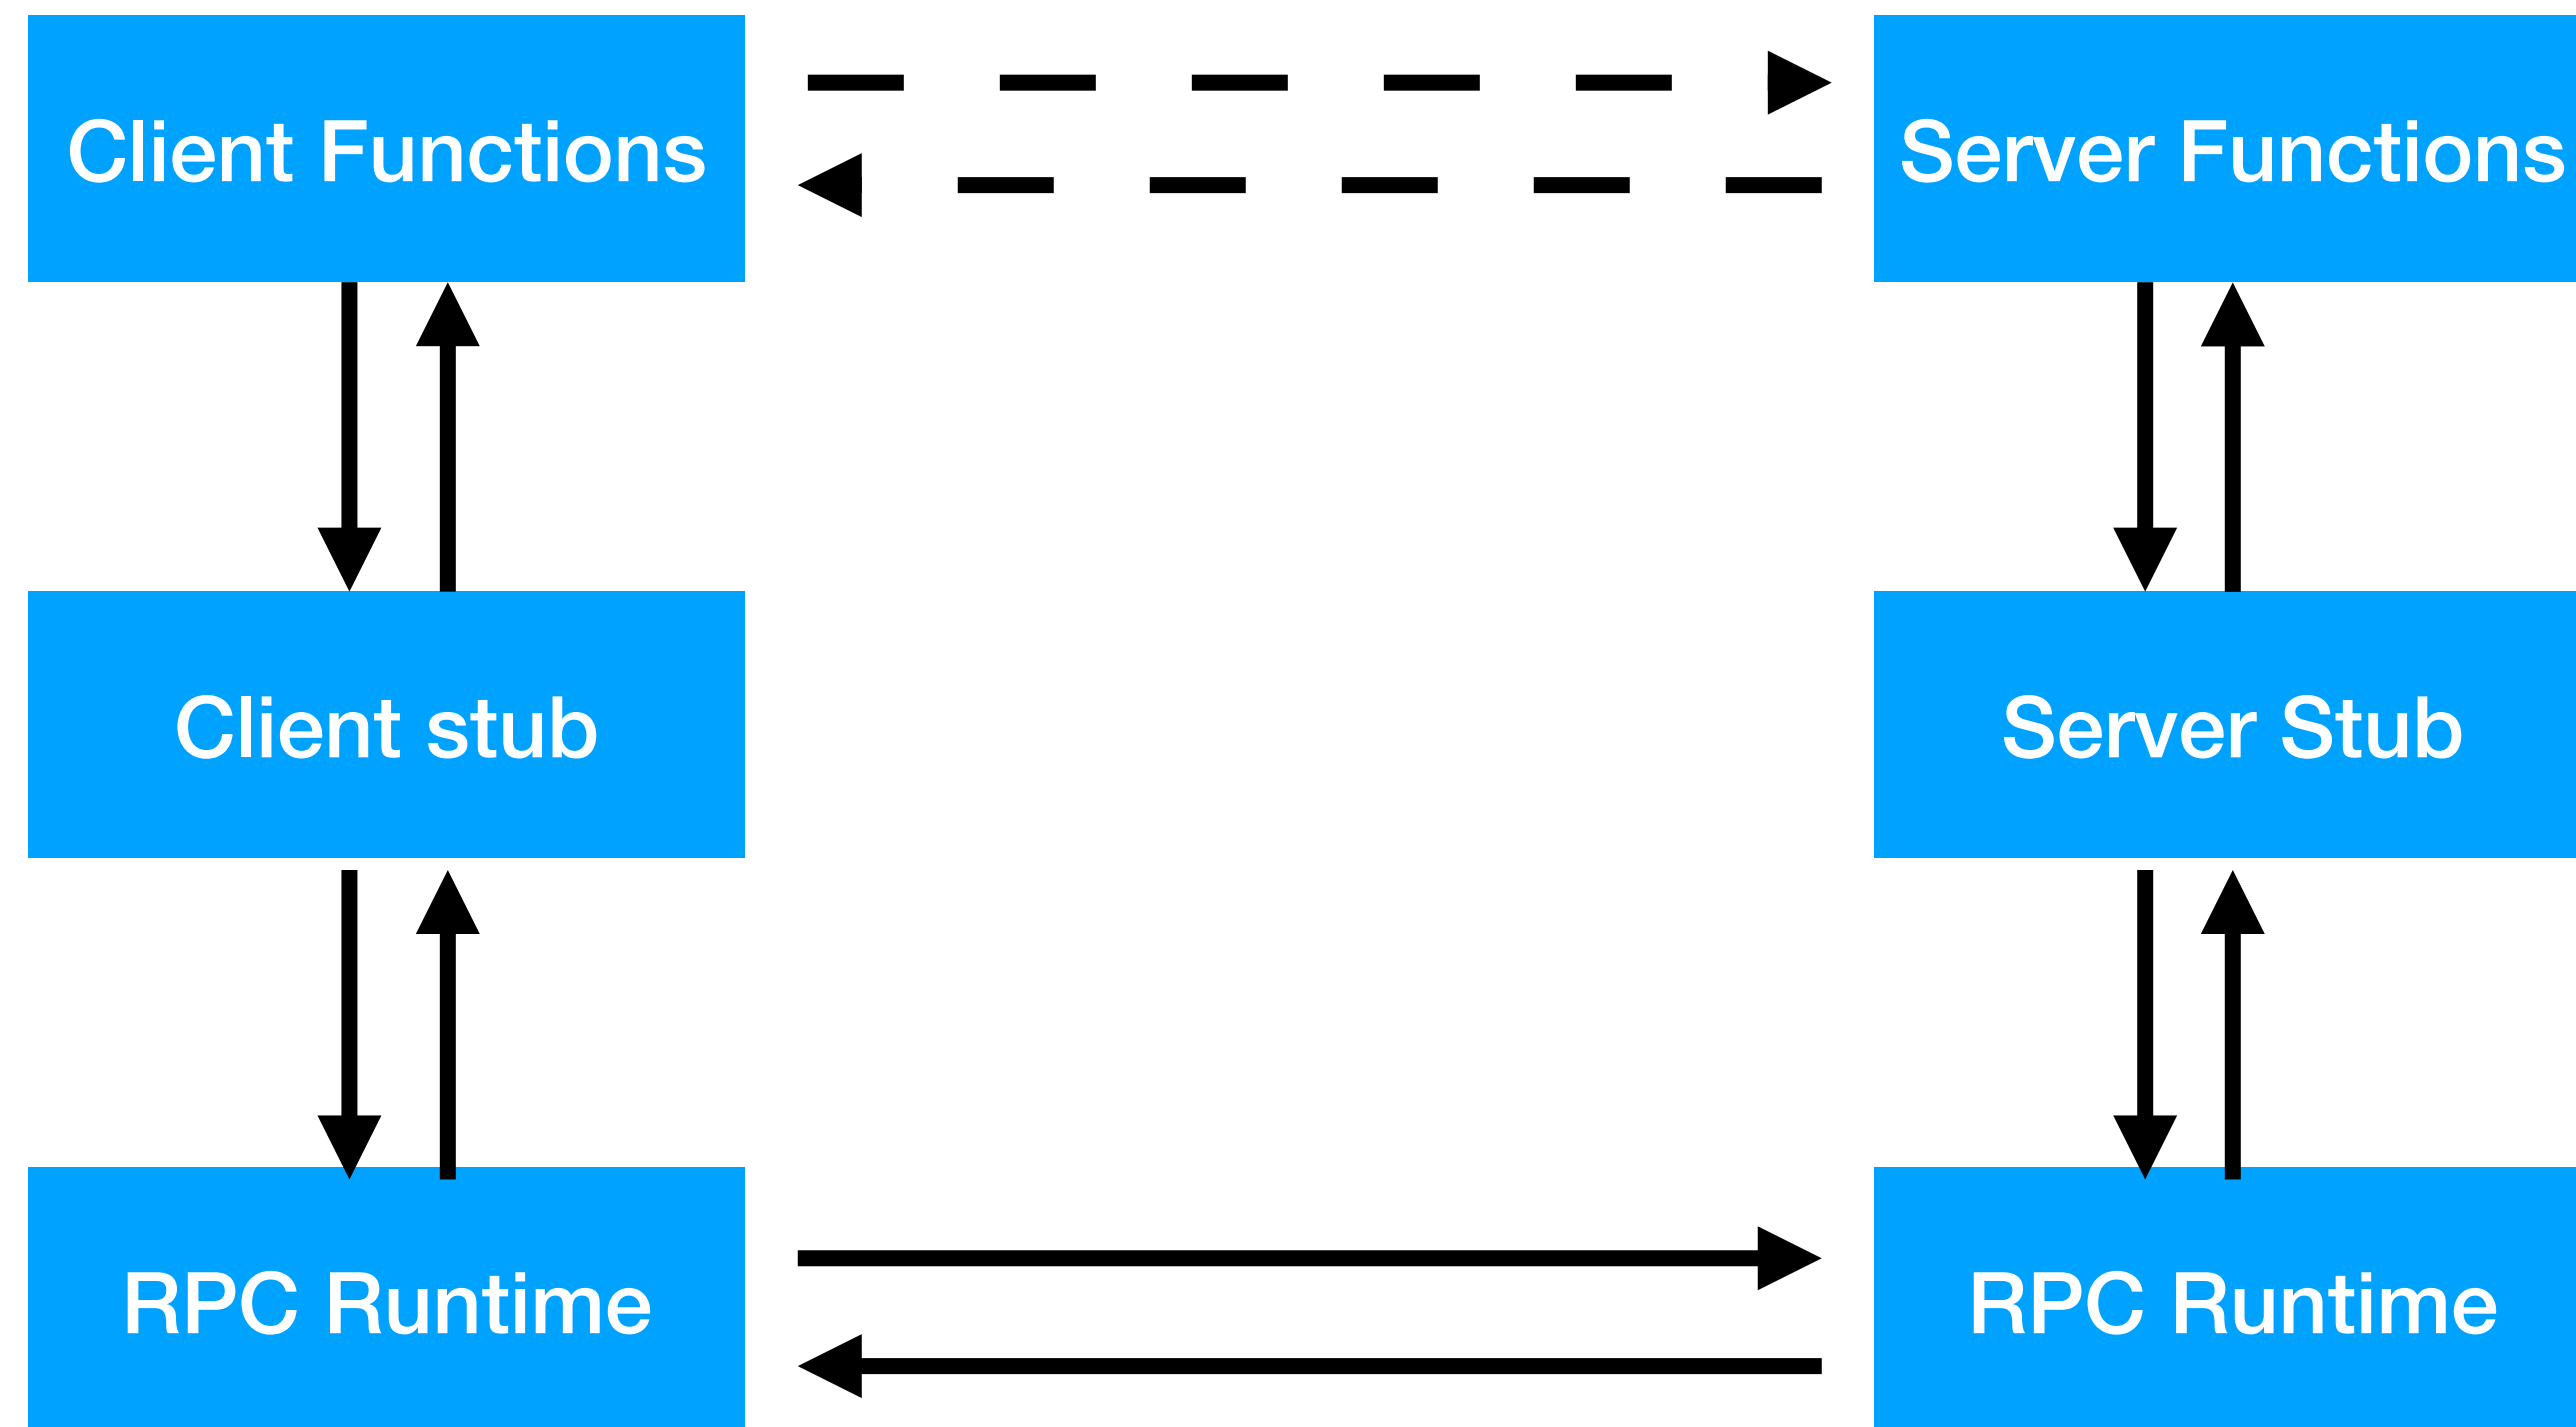 Client Functions
Server Functions
Client stub
Server Stub
RPC Runtime
RPC Runtime